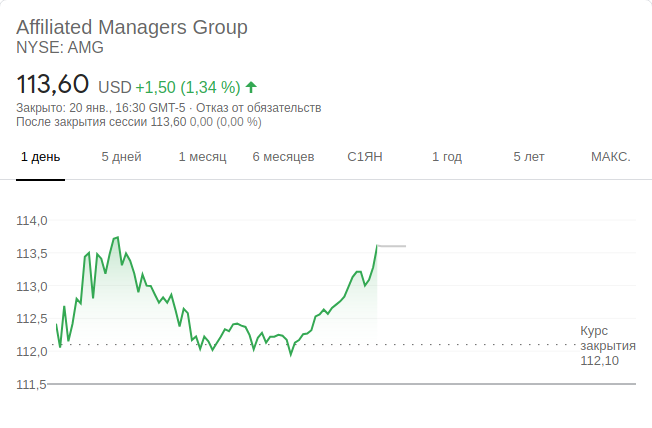 Affiliated Managers Group
NYSE: AMG
113,60 USD +1,50 (1,34 %)
Закрыто: 20 янв., 16:30 GMT-5 · Отказ от обязательств
После закрытия сессии 113,60 0,00 (0,00 %)
1 день 5 дней 1 месяц 6 месяцев С1ЯН 1 год 5 лет МАКС.
114,0
113,5
113,0
112,5
112,0
111,5
Курс
закрытия
112,10